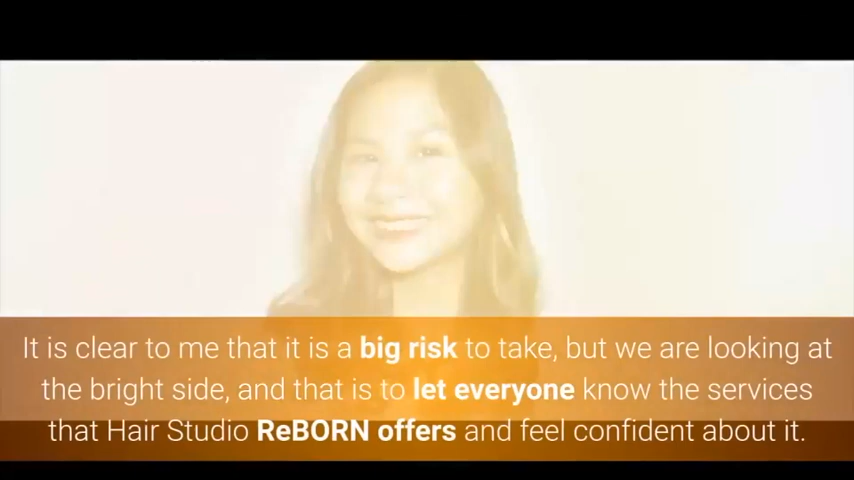 It is clear to me that it is a big risk to take, but we are looking at
the bright side, and that is to let everyone know the services
that Hair Studio ReBORN offers and feel confident about it.